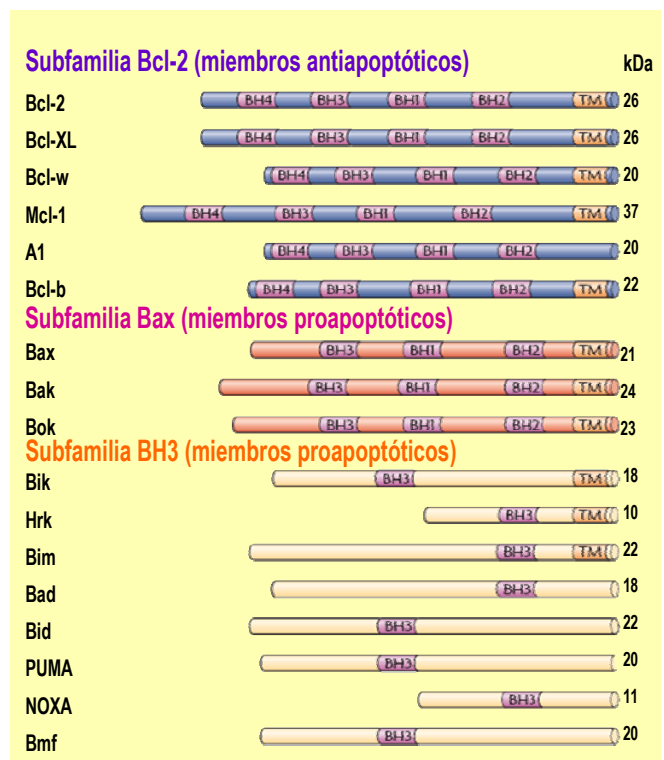 Subfamilia Bcl-2 (miembros antiapoptóticos) kDa
Bcl-2 BH4 BH3 BH1 BH2 TM 26
Bcl-XL BH4 BH3 BH1 BH2 TM 26
Bcl-w BH4 BH3 BH1 BH2 TM 20
Mcl-1 BH4 BH3 BH1 BH2 TM 37
A1 BH4 BH3 BH1 BH2 20
Bcl-b BH4 BH3 BH1 BH2 TM 22
Subfamilia Bax (miembros proapoptóticos)
Bax BH3 BH1 BH2 TM 21
Bak BH3 BH1 BH2 TM 24
Bok BH3 BH1 BH2 TM 23
Subfamilia BH3 (miembros proapoptóticos)
Bik BH3 TM 18
Hrk BH3 TM 10
Bim BH3 TM 22
Bad BH3 18
Bid BH3 22
PUMA BH3 20
NOXA BH3 11
Bmf BH3 20